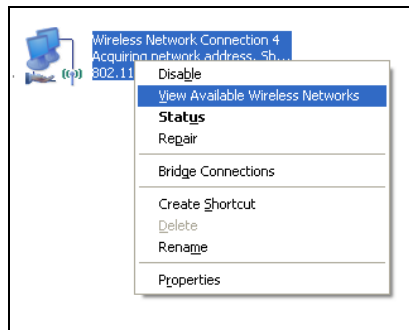 Wireless Network Connection 4
Acquiring network address, Sh...
802.11
Disable
View Available Wireless Networks
Status
Repair
Bridge Connections
Create Shortcut
Delete
Rename
Properties